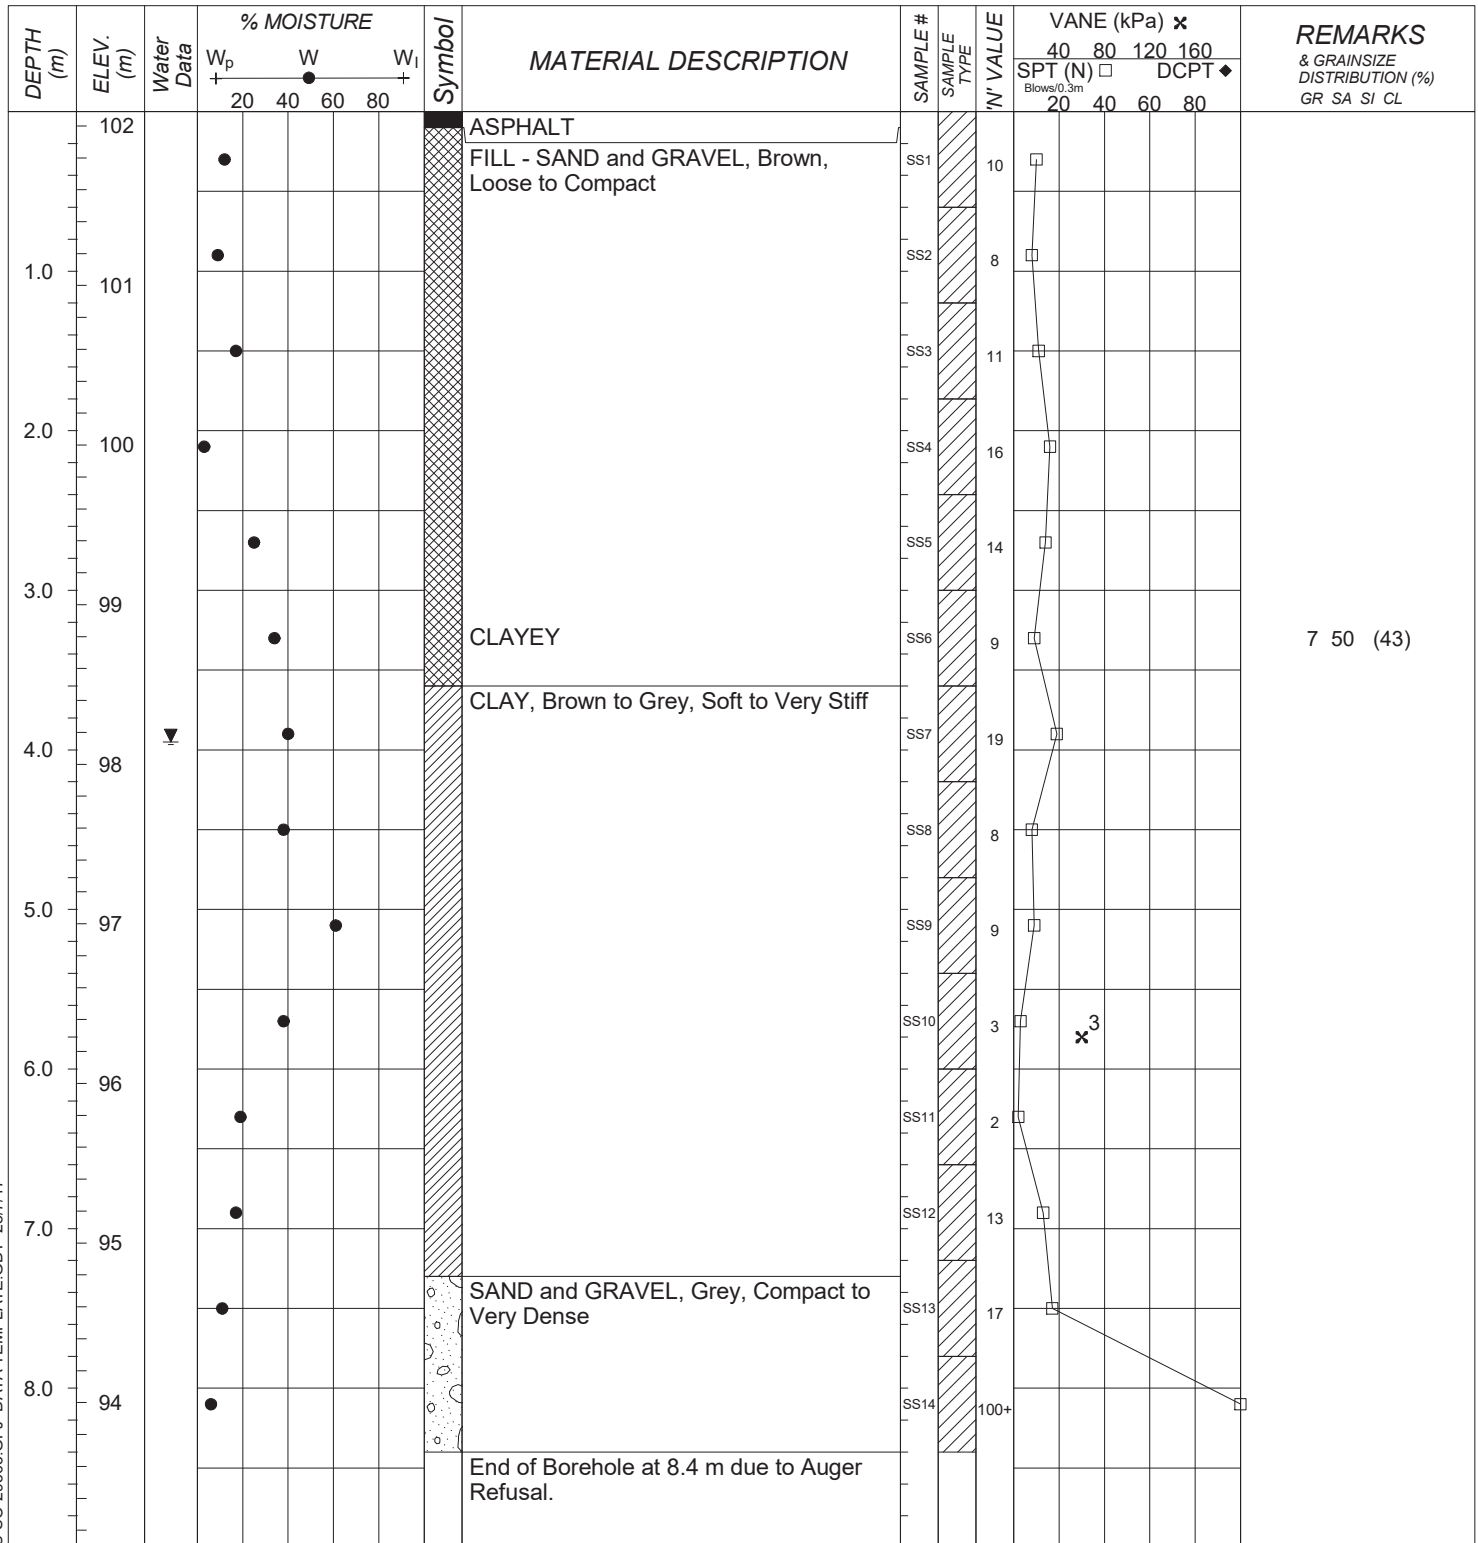 DEPTH (m)
ELEV. (m)
Water Data
% MOISTURE
Wp W Wl
20 40 60 80
Symbol
MATERIAL DESCRIPTION
SAMPLE #
SAMPLE TYPE
'N' VALUE
VANE (kPa)
40 80 120 160
SPT (N) DCPT
Blows/0.3m
20 40 60 80
REMARKS
& GRAINSIZE
DISTRIBUTION (%)
GR SA SI CL
102
ASPHALT
FILL - SAND and GRAVEL, Brown,
Loose to Compact
SS1 10
SS2 8
1.0
101
SS3 11
2.0
100
SS4 16
SS5 14
3.0
99
CLAYEY
SS6 9
7 50 (43)
CLAY, Brown to Grey, Soft to Very Stiff
SS7 19
4.0
98
SS8 8
5.0
97
SS9 9
SS10 3
3
6.0
96
SS11 2
SS12 13
7.0
95
SAND and GRAVEL, Grey, Compact to
Very Dense
SS13 17
8.0
94
SS14 100+
End of Borehole at 8.4 m due to Auger
Refusal.